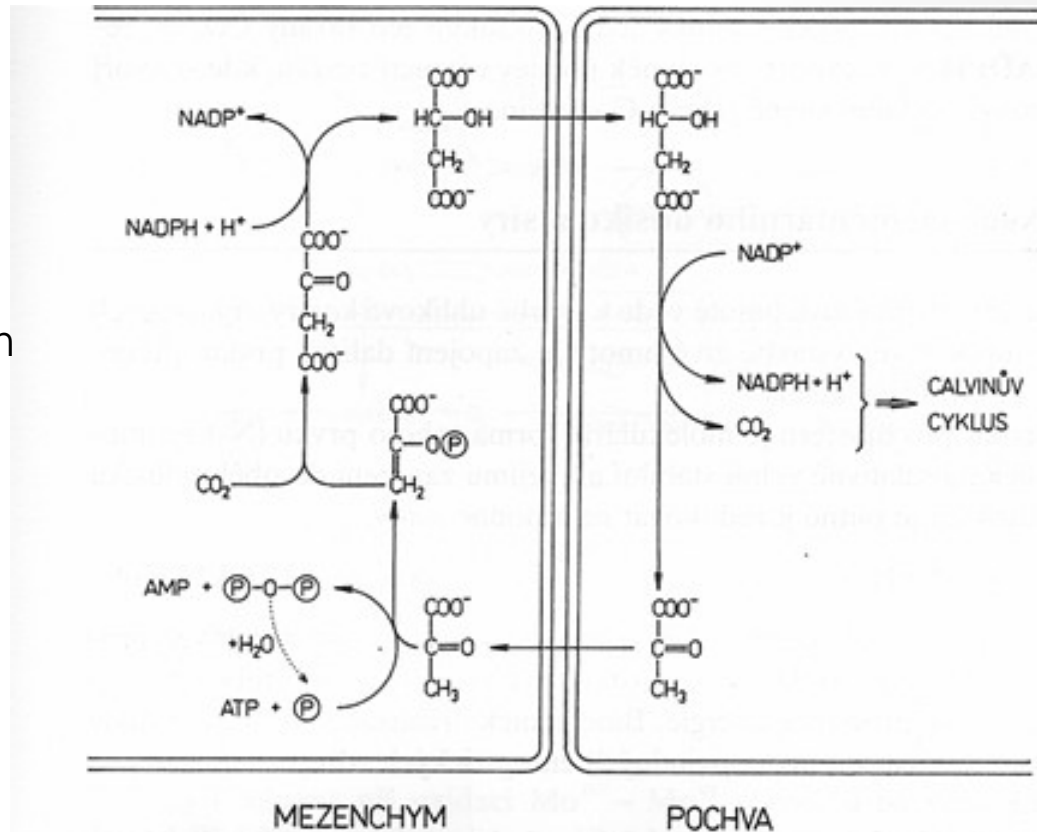 COO⁻
HC—OH
CH₂
COO⁻
COO⁻
HC—OH
CH₂
COO⁻
NADP⁺
NADPH + H⁺
COO⁻
C=O
CH₂
COO⁻
n
NADP⁺
NADPH + H⁺
CO₂
CALVINŮV
CYKLUS
COO⁻
C—OⓅ
CH₂
CO₂
AMP + Ⓟ—O—Ⓟ
+H₂O
ATP + Ⓟ
COO⁻
C=O
CH₃
COO⁻
C=O
CH₃
MEZENCHYM
POCHVA